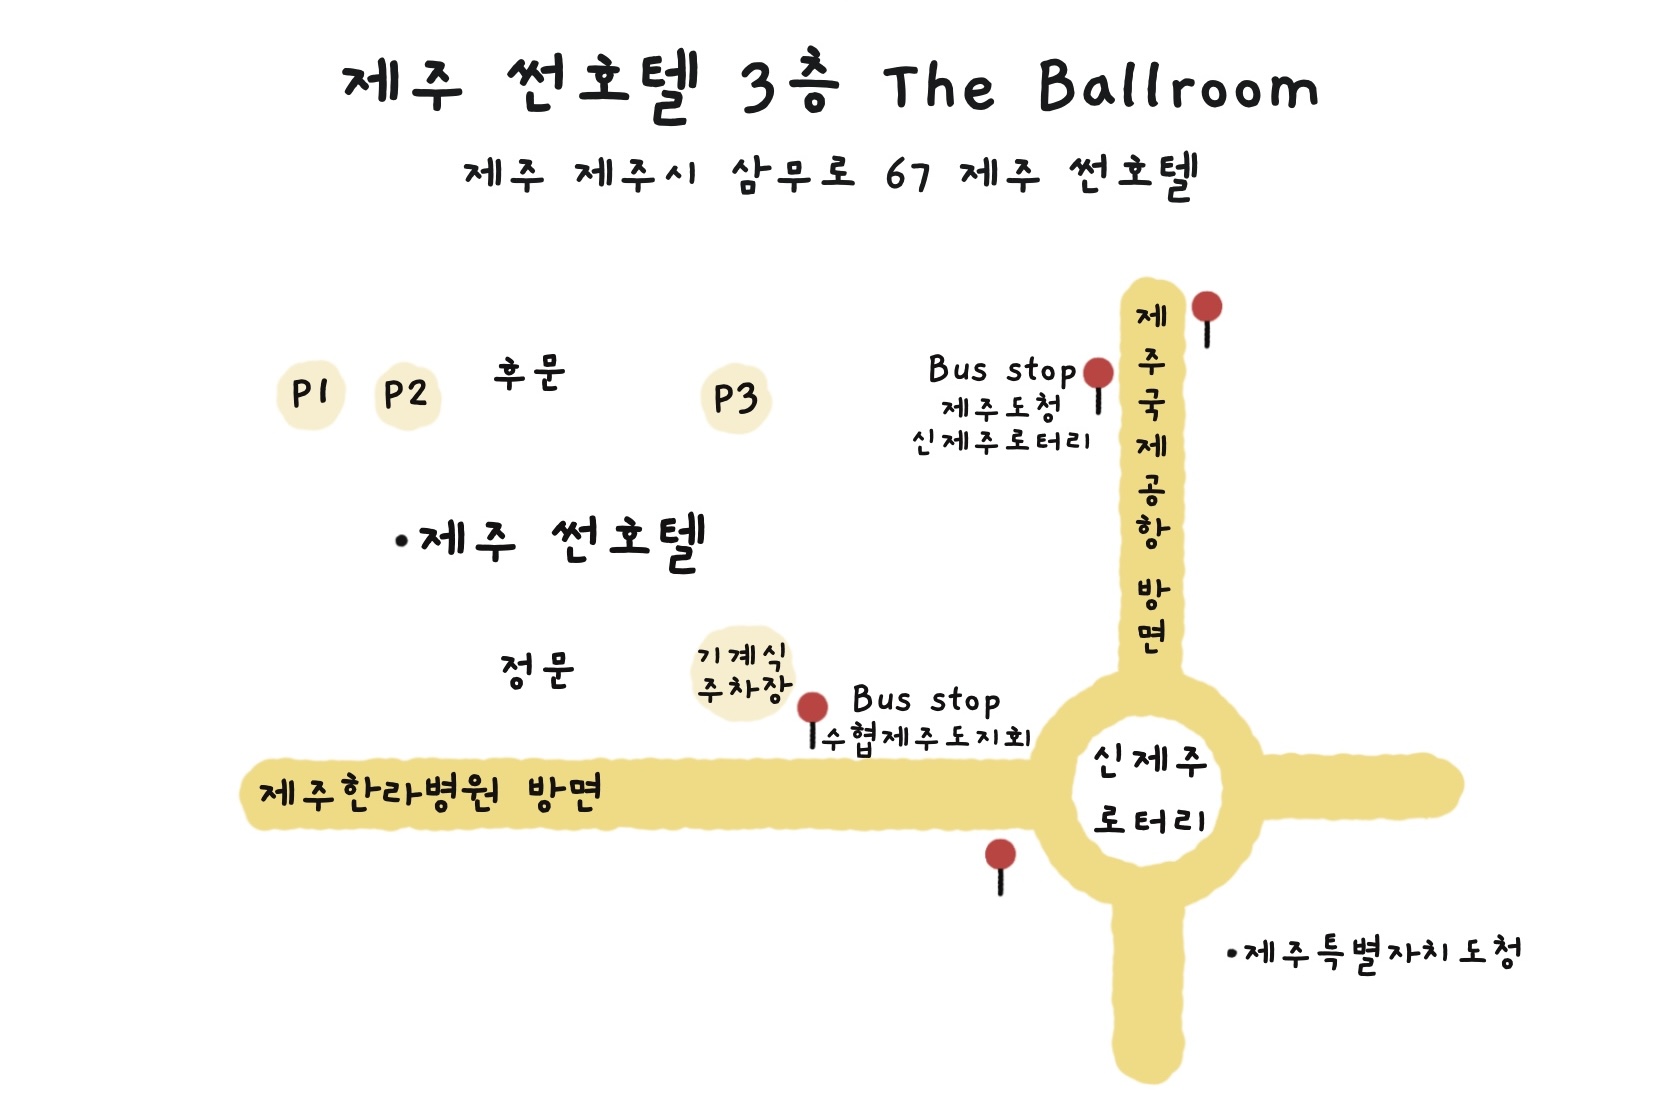 제주 썬호텔 3층 The Ballroom
제주 제주시 삼무로 67 제주 썬호텔
P1
P2
후문
P3
Bus stop
제주도청
신제주로터리
제주국제공항 방면
•제주 썬호텔
정문
기계식
주차장
Bus stop
수협제주도지회
제주한라병원 방면
신제주
로터리
•제주특별자치도청